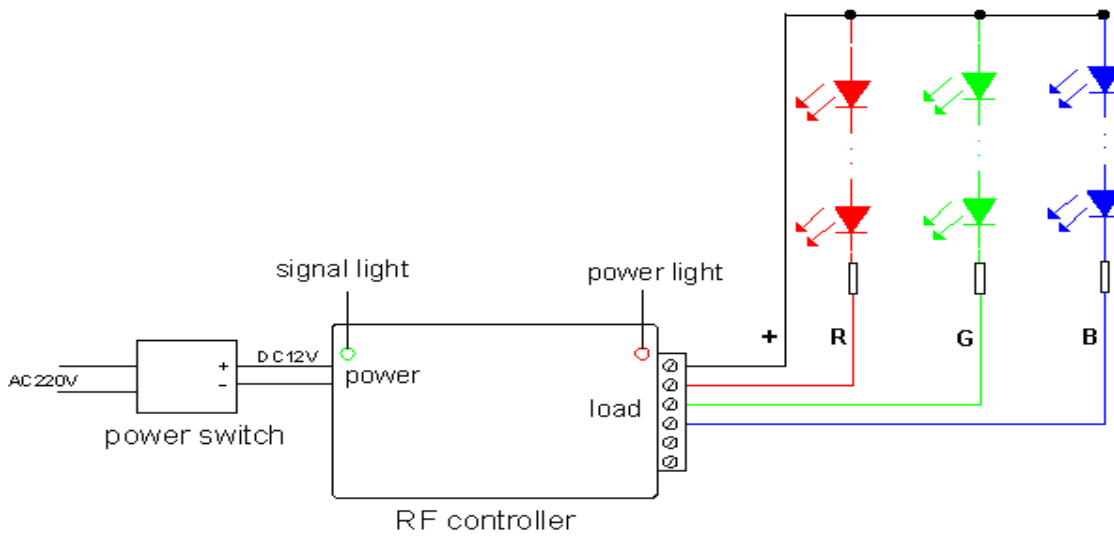 signal light
power light
+ R G B
AC220V
+
−
DC12V
power
load
power switch
RF controller